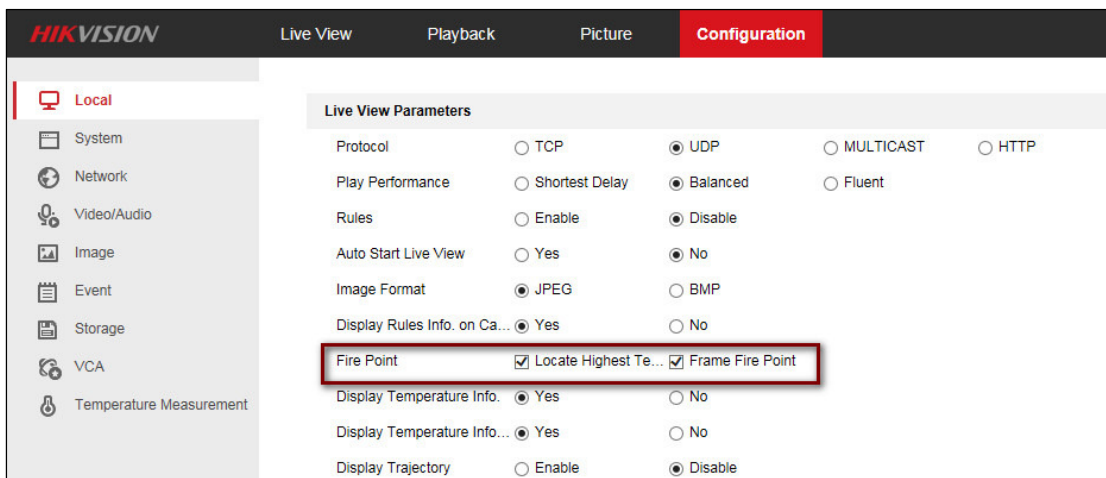 HIKVISION Live View Playback Picture Configuration
Local
System
Network
Video/Audio
Image
Event
Storage
VCA
Temperature Measurement
Live View Parameters
Protocol TCP UDP MULTICAST HTTP
Play Performance Shortest Delay Balanced Fluent
Rules Enable Disable
Auto Start Live View Yes No
Image Format JPEG BMP
Display Rules Info. on Ca... Yes No
Fire Point Locate Highest Te... Frame Fire Point
Display Temperature Info. Yes No
Display Temperature Info... Yes No
Display Trajectory Enable Disable